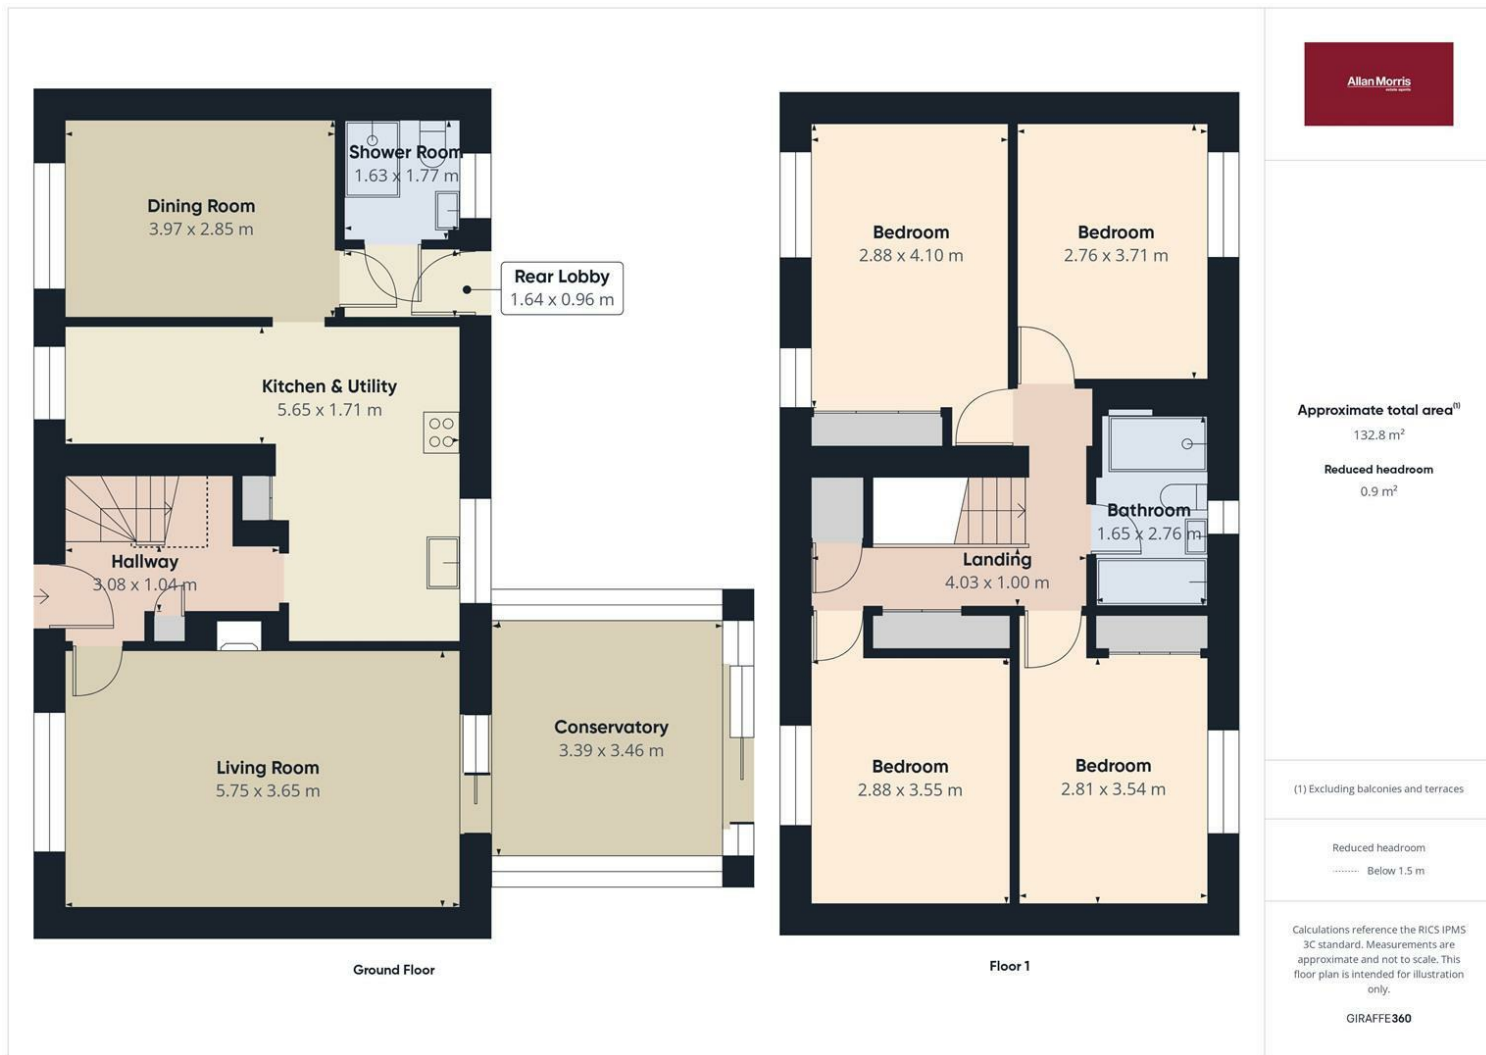 Shower Room
1.63 x 1.77 m
Dining Room
3.97 x 2.85 m
Rear Lobby
1.64 x 0.96 m
Kitchen & Utility
5.65 x 1.71 m
Hallway
3.08 x 1.04 m
Living Room
5.75 x 3.65 m
Conservatory
3.39 x 3.46 m
Ground Floor
Bedroom
2.88 x 4.10 m
Bedroom
2.76 x 3.71 m
Bathroom
1.65 x 2.76 m
Landing
4.03 x 1.00 m
Bedroom
2.88 x 3.55 m
Bedroom
2.81 x 3.54 m
Floor 1
Allan Morris
estate agents
Approximate total area(1)
132.8 m²
Reduced headroom
0.9 m²
(1) Excluding balconies and terraces
Reduced headroom
Below 1.5 m
Calculations reference the RICS IPMS
3C standard. Measurements are
approximate and not to scale. This
floor plan is intended for illustration
only.
GIRAFFE360